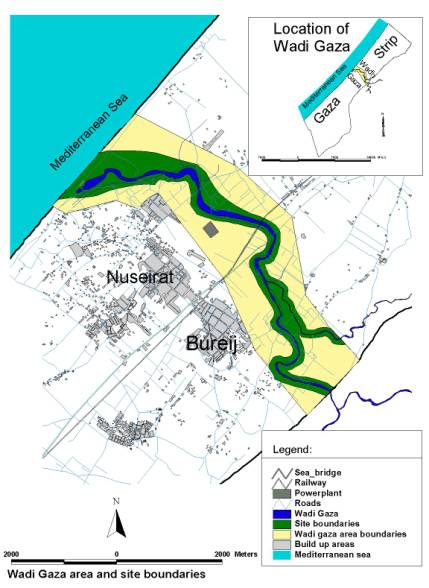 Location of
Wadi Gaza
Mediterranean Sea
Gaza
Strip
Wadi
Gaza
Mediterranean Sea
Nuseirat
Bureij
Legend:
Sea_bridge
Railway
Powerplant
Roads
Wadi Gaza
Site boundaries
Wadi gaza area boundaries
Build up areas
Mediterranean sea
N
2000 0 2000 Meters
Wadi Gaza area and site boundaries